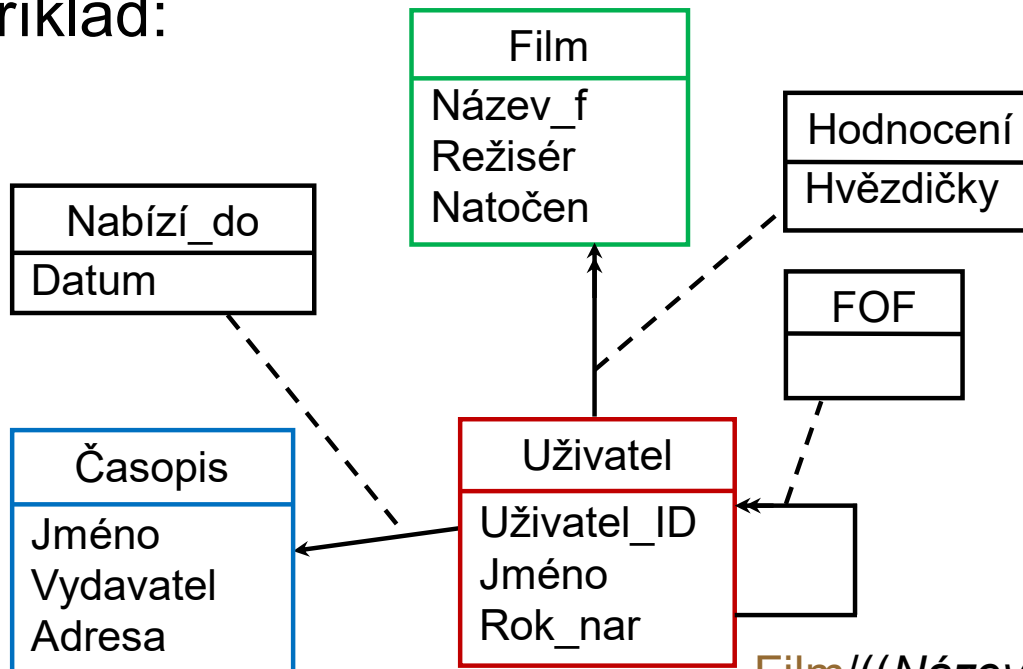 říklad:
Film
Název_f
Režisér
Natočen
Hodnocení
Hvězdičky
Nabízí_do
Datum
FOF
Časopis
Jméno
Vydavatel
Adresa
Uživatel
Uživatel_ID
Jméno
Rok_nar
Film/((Název